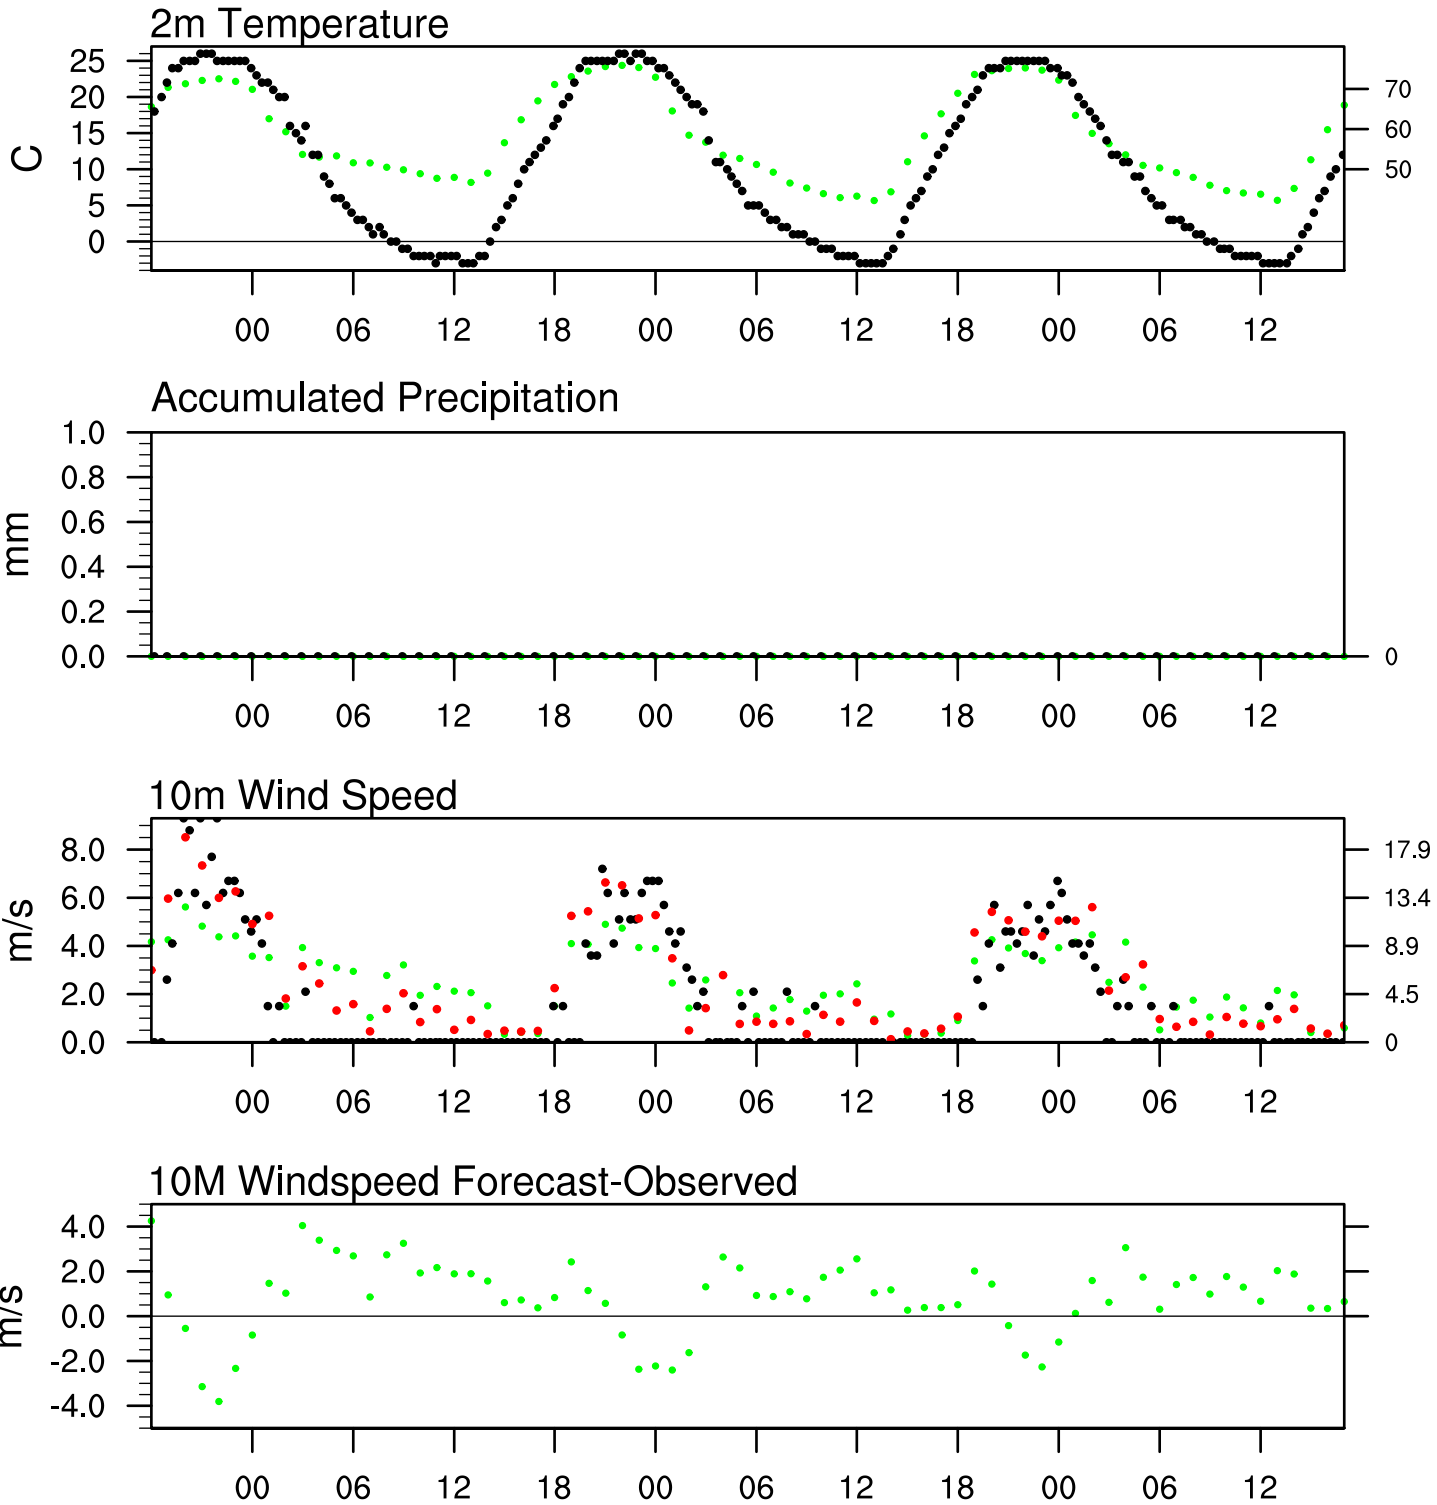 2m Temperature
25
20
15
10
5
0
C
70
60
50
00 06 12 18 00 06 12 18 00 06 12
Accumulated Precipitation
1.0
0.8
0.6
0.4
0.2
0.0
mm
0
00 06 12 18 00 06 12 18 00 06 12
10m Wind Speed
8.0
6.0
4.0
2.0
0.0
m/s
17.9
13.4
8.9
4.5
0
00 06 12 18 00 06 12 18 00 06 12
10M Windspeed Forecast-Observed
4.0
2.0
0.0
-2.0
-4.0
m/s
00 06 12 18 00 06 12 18 00 06 12